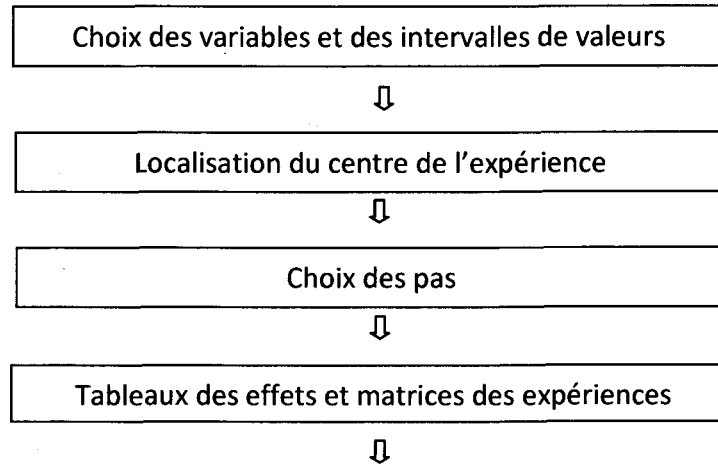 Choix des variables et des intervalles de valeurs
Localisation du centre de l'expérience
Choix des pas
Tableaux des effets et matrices des expériences